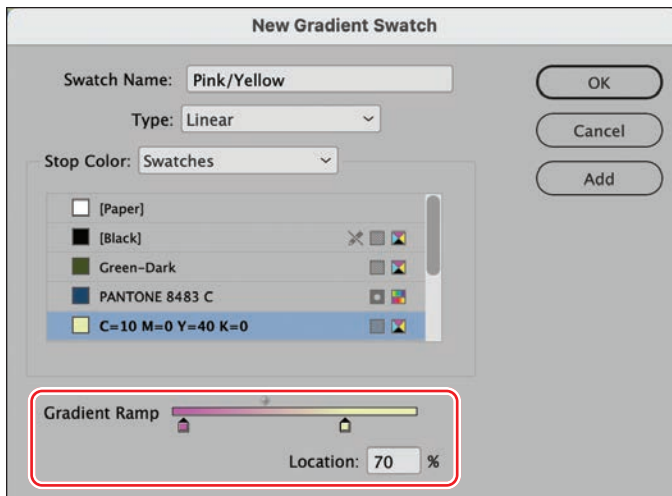 New Gradient Swatch
Swatch Name: Pink/Yellow
OK
Type: Linear
Cancel
Stop Color: Swatches
Add
[Paper]
[Black]
Green-Dark
PANTONE 8483 C
C=10 M=0 Y=40 K=0
Gradient Ramp
Location: 70 %